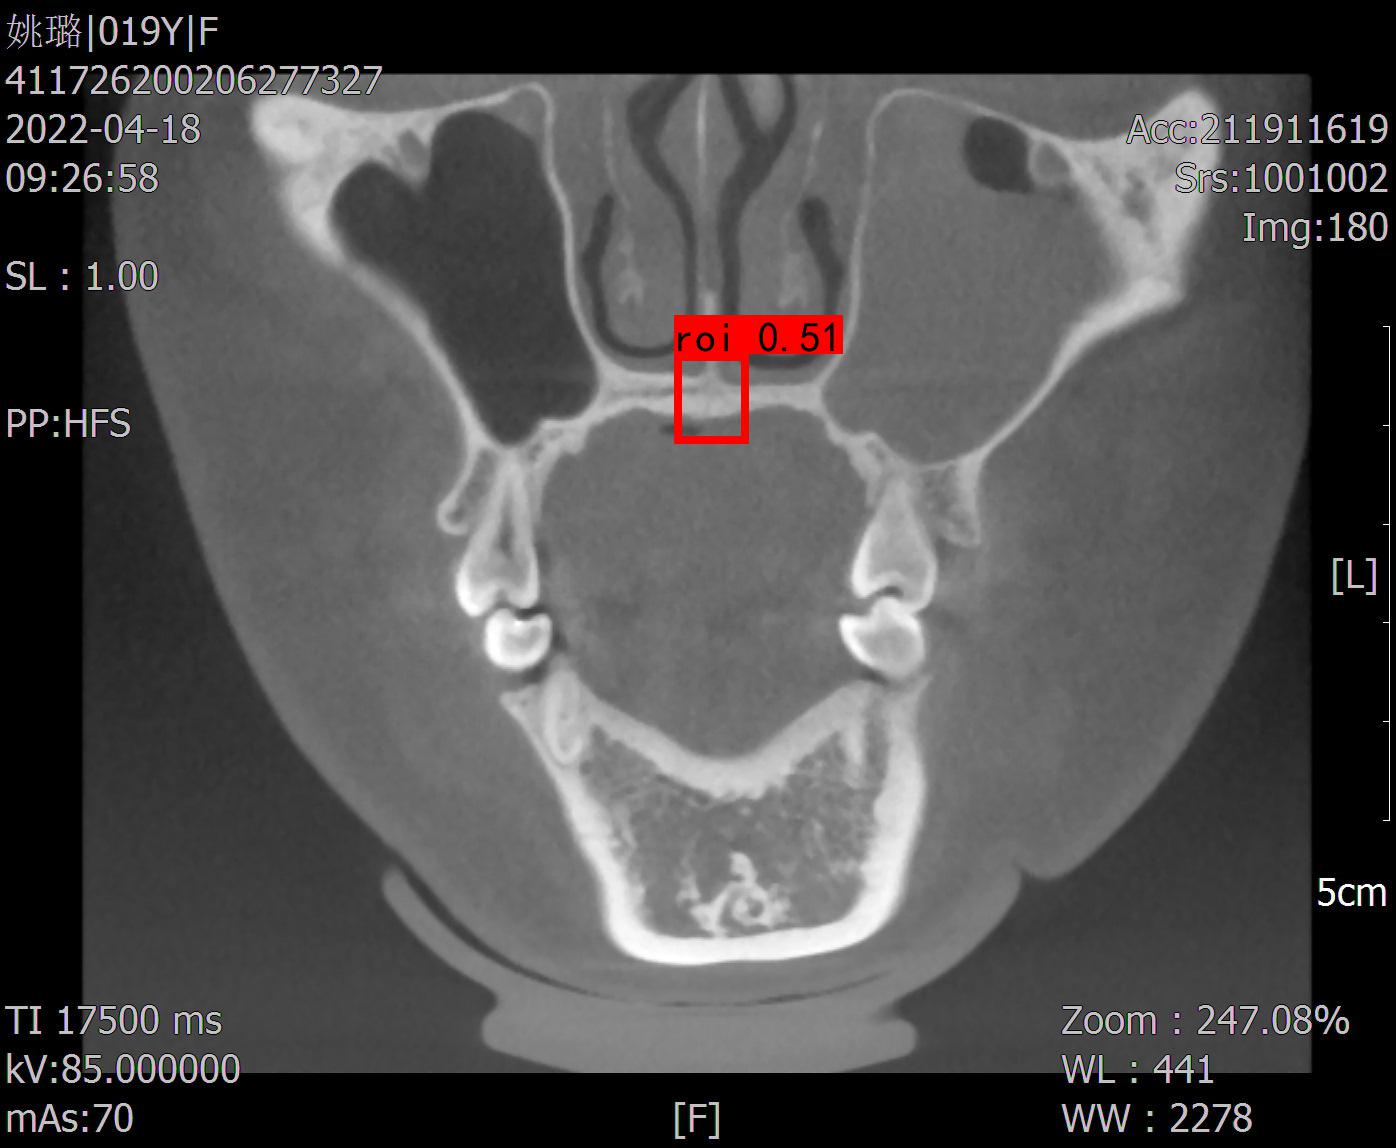 姚璐|019Y|F
411726200206277327
2022-04-18
09:26:58
SL : 1.00
PP:HFS
Acc:211911619
Srs:1001002
Img:180
roi 0.51
[L]
5cm
TI 17500 ms
kV:85.000000
mAs:70
[F]
Zoom : 247.08%
WL : 441
WW : 2278